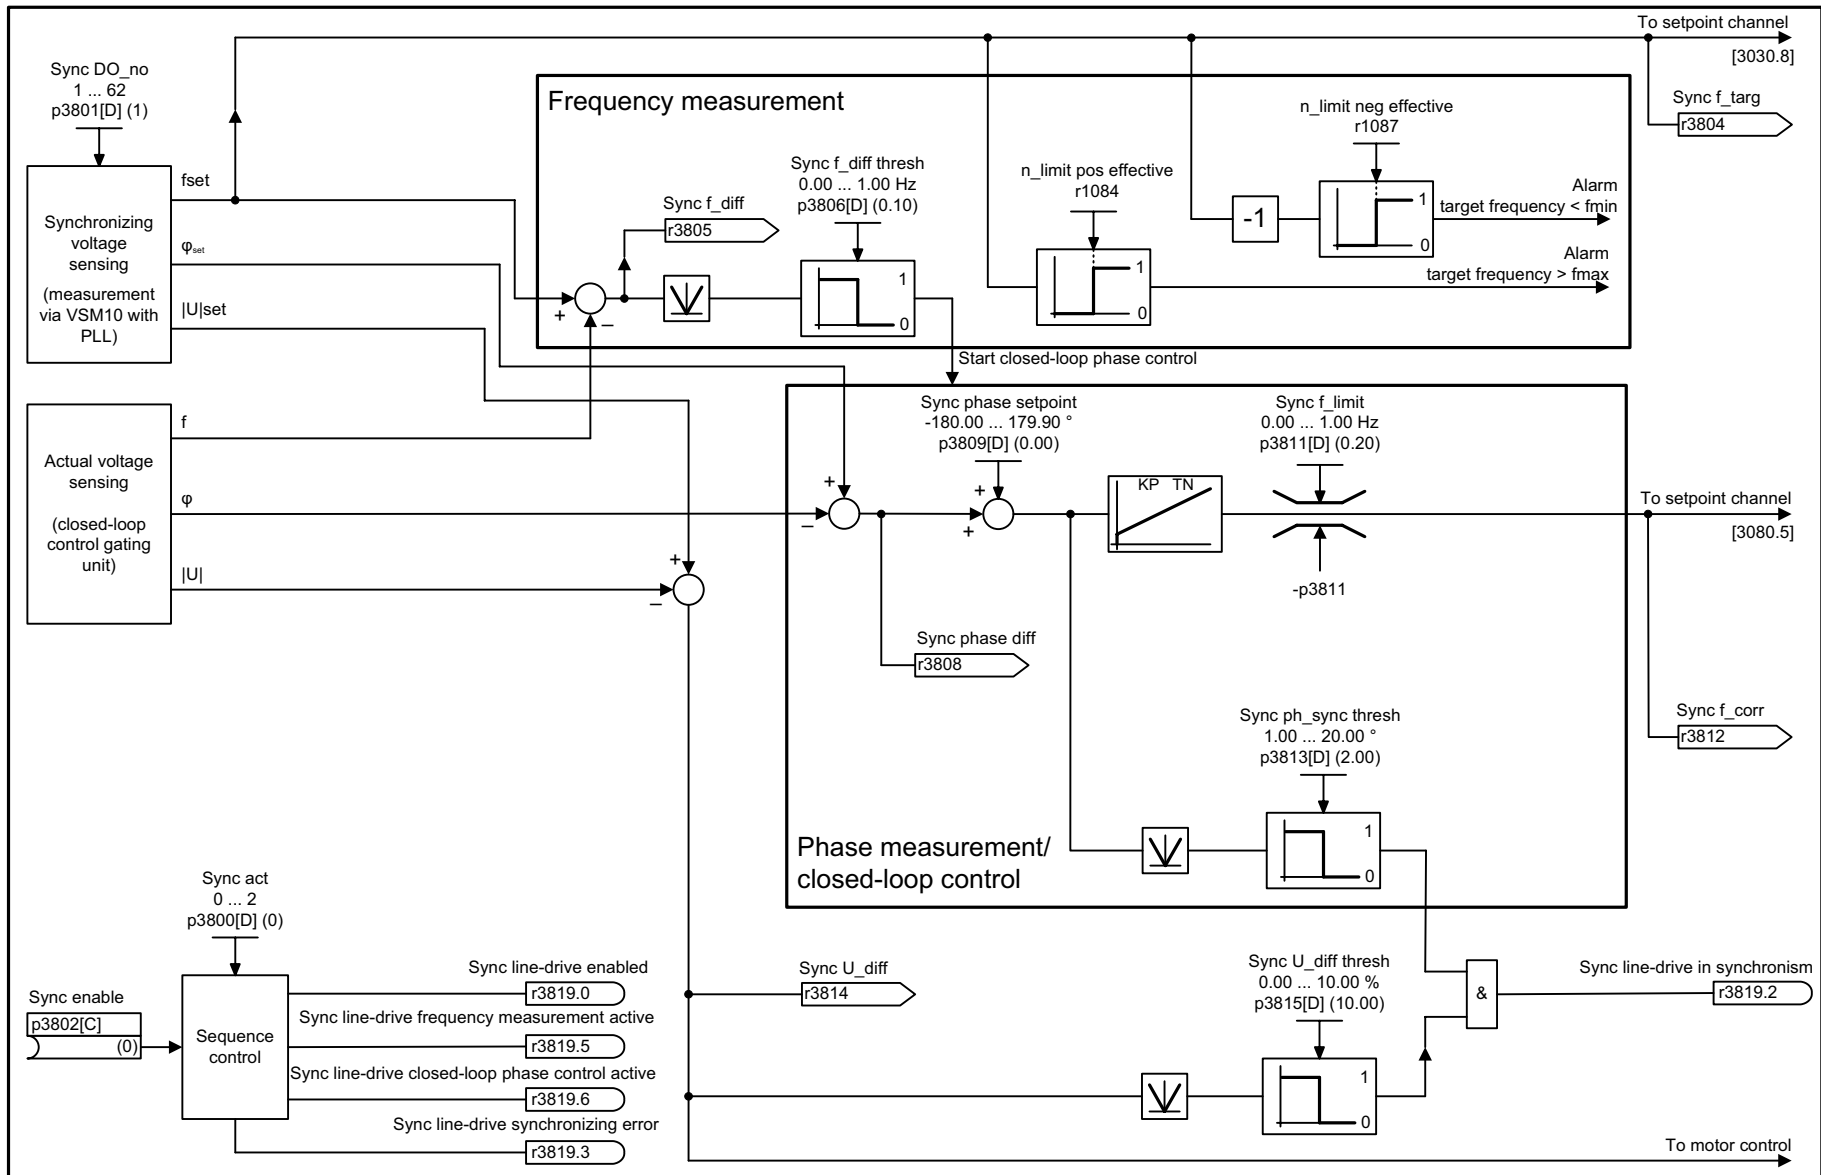 To setpoint channel
[3030.8]
Sync DO_no
1 ... 62
p3801[D] (1)
Frequency measurement
n_limit neg effective
r1087
Sync f_targ
r3804
Sync f_diff thresh
0.00 ... 1.00 Hz
p3806[D] (0.10)
n_limit pos effective
r1084
fset
Synchronizing
voltage
sensing
(measurement
via VSM10 with
PLL)
Sync f_diff
r3805
-1
1
0
Alarm
target frequency < fmin
φset
1
0
1
0
Alarm
target frequency > fmax
|U|set
+
–
Start closed-loop phase control
f
Actual voltage
sensing
(closed-loop
control gating
unit)
Sync phase setpoint
-180.00 ... 179.90 °
p3809[D] (0.00)
Sync f_limit
0.00 ... 1.00 Hz
p3811[D] (0.20)
φ
+
–
+
+
KP TN
To setpoint channel
[3080.5]
|U|
+
–
-p3811
Sync phase diff
r3808
Sync ph_sync thresh
1.00 ... 20.00 °
p3813[D] (2.00)
Sync f_corr
r3812
Phase measurement/
closed-loop control
1
0
Sync act
0 ... 2
p3800[D] (0)
Sync enable
p3802[C]
(0)
Sequence
control
Sync line-drive enabled
r3819.0
Sync line-drive frequency measurement active
r3819.5
Sync line-drive closed-loop phase control active
r3819.6
Sync line-drive synchronizing error
r3819.3
Sync U_diff
r3814
Sync U_diff thresh
0.00 ... 10.00 %
p3815[D] (10.00)
1
0
&
Sync line-drive in synchronism
r3819.2
To motor control